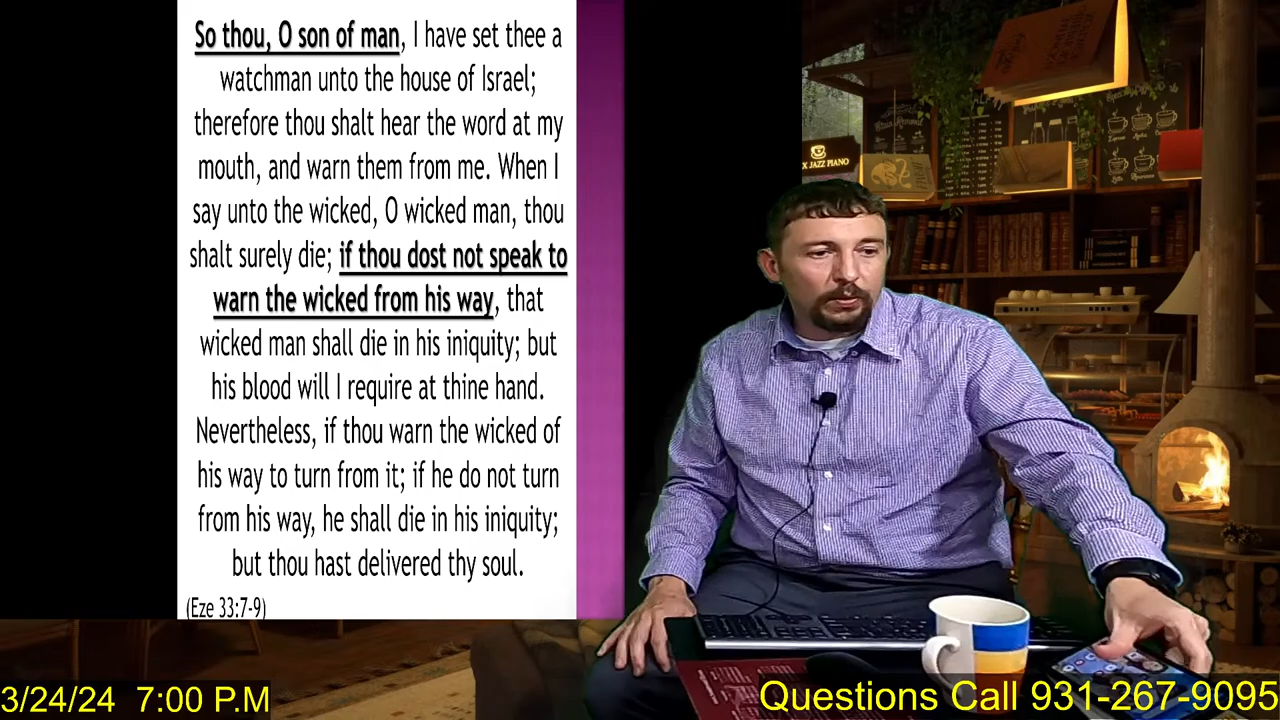 So thou, O son of man, I have set thee a
watchman unto the house of Israel;
therefore thou shalt hear the word at my
mouth, and warn them from me. When I
say unto the wicked, O wicked man, thou
shalt surely die; if thou dost not speak to
warn the wicked from his way, that
wicked man shall die in his iniquity; but
his blood will I require at thine hand.
Nevertheless, if thou warn the wicked of
his way to turn from it; if he do not turn
from his way, he shall die in his iniquity;
but thou hast delivered thy soul.
(Eze 33:7-9)
X JAZZ PIANO
3/24/24 7:00 P.M
Questions Call 931-267-9095